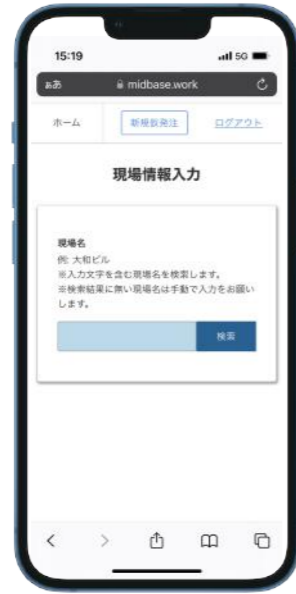 15:19
5G
ああ midbase.work
ホーム 新規仮発注 ログアウト
現場情報入力
現場名
例: 大和ビル
※入力文字を含む現場名を検索します。
※検索結果に無い現場名は手動で入力をお願い
します。
検索